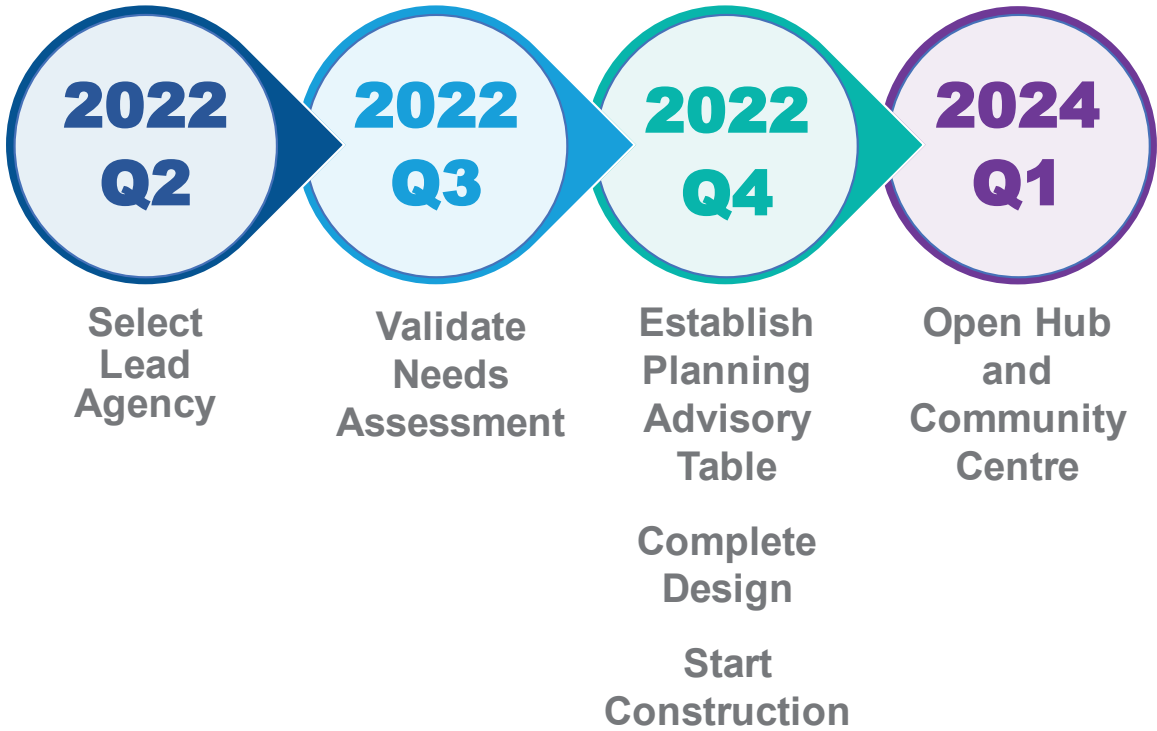 2022
Q2
2022
Q3
2022
Q4
2024
Q1
Select
Lead
Agency
Validate
Needs
Assessment
Establish
Planning
Advisory
Table
Complete
Design
Start
Construction
Open Hub
and
Community
Centre